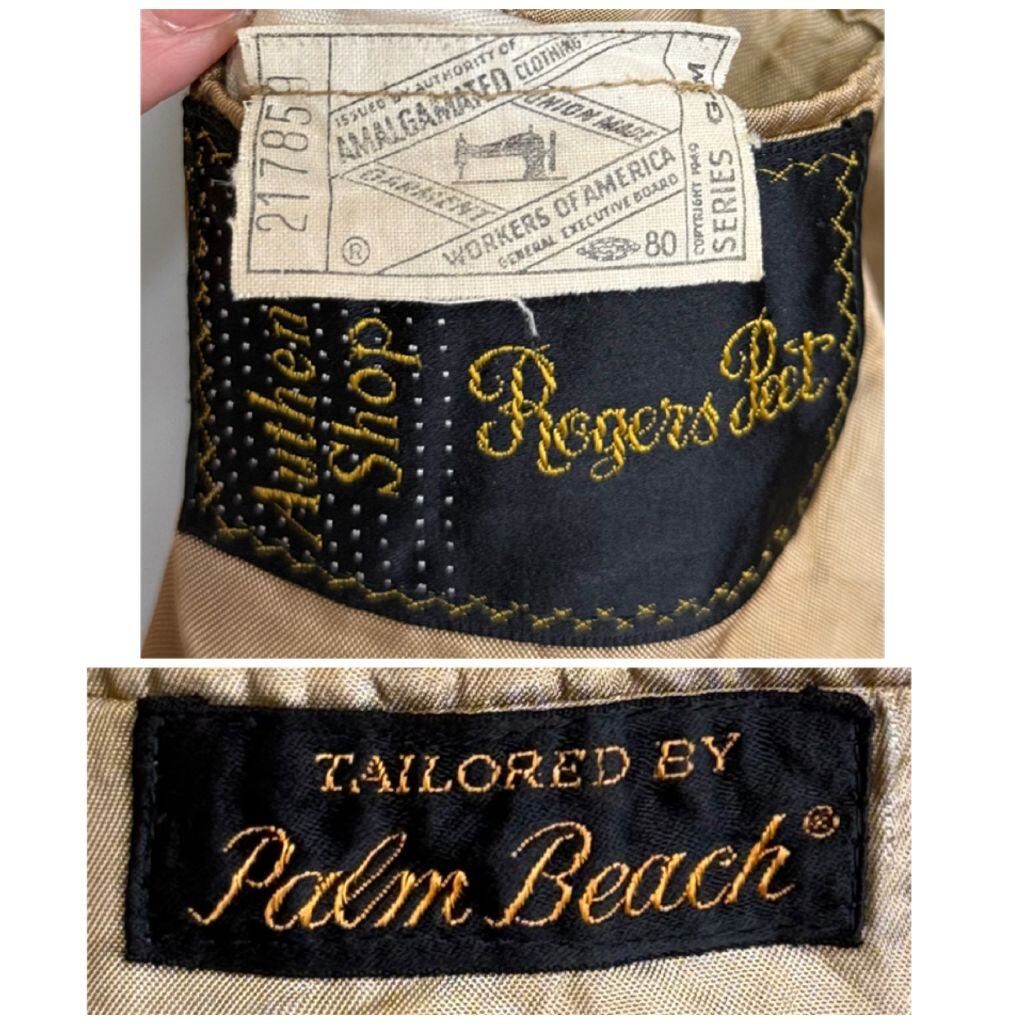 217859
ISSUED BY AUTHORITY OF
AMALGAMATED CLOTHING
UNION MADE
GARMENT
WORKERS OF AMERICA
GENERAL EXECUTIVE BOARD
®
80
COPYRIGHT 1949
SERIES G M
Authen
Shop
Rogers Peet
TAILORED BY
Palm Beach®